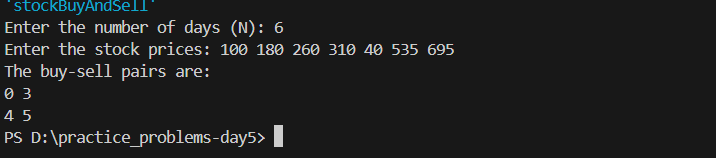 'stockBuyAndSell'
Enter the number of days (N): 6
Enter the stock prices: 100 180 260 310 40 535 695
The buy-sell pairs are:
0 3
4 5
PS D:\practice_problems-day5>